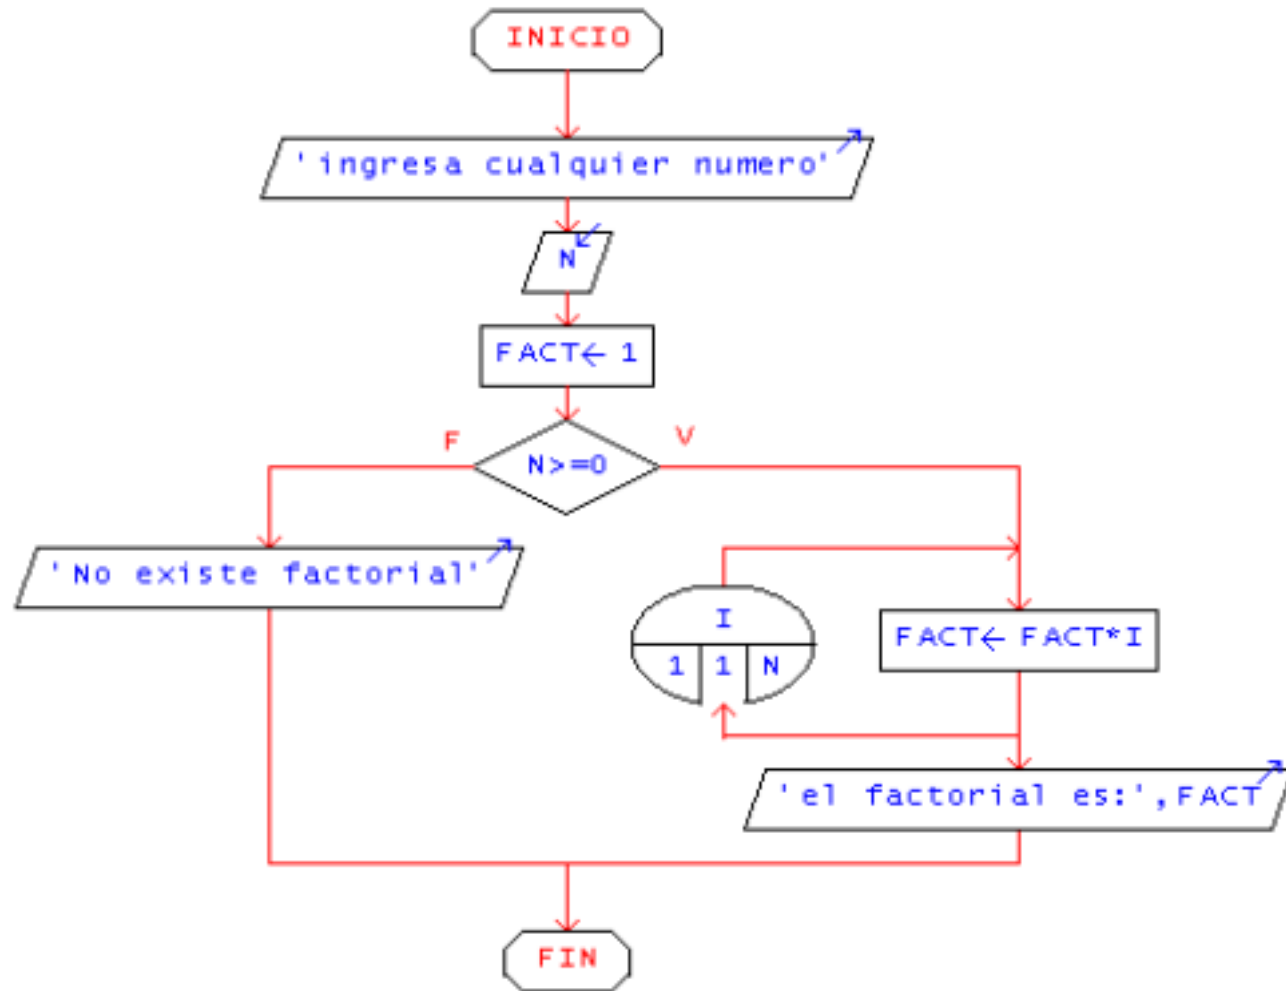 INICIO
'ingresa cualquier numero'
N
FACT← 1
F
V
N>=0
'No existe factorial'
I
1 1 N
FACT← FACT*I
'el factorial es:',FACT
FIN